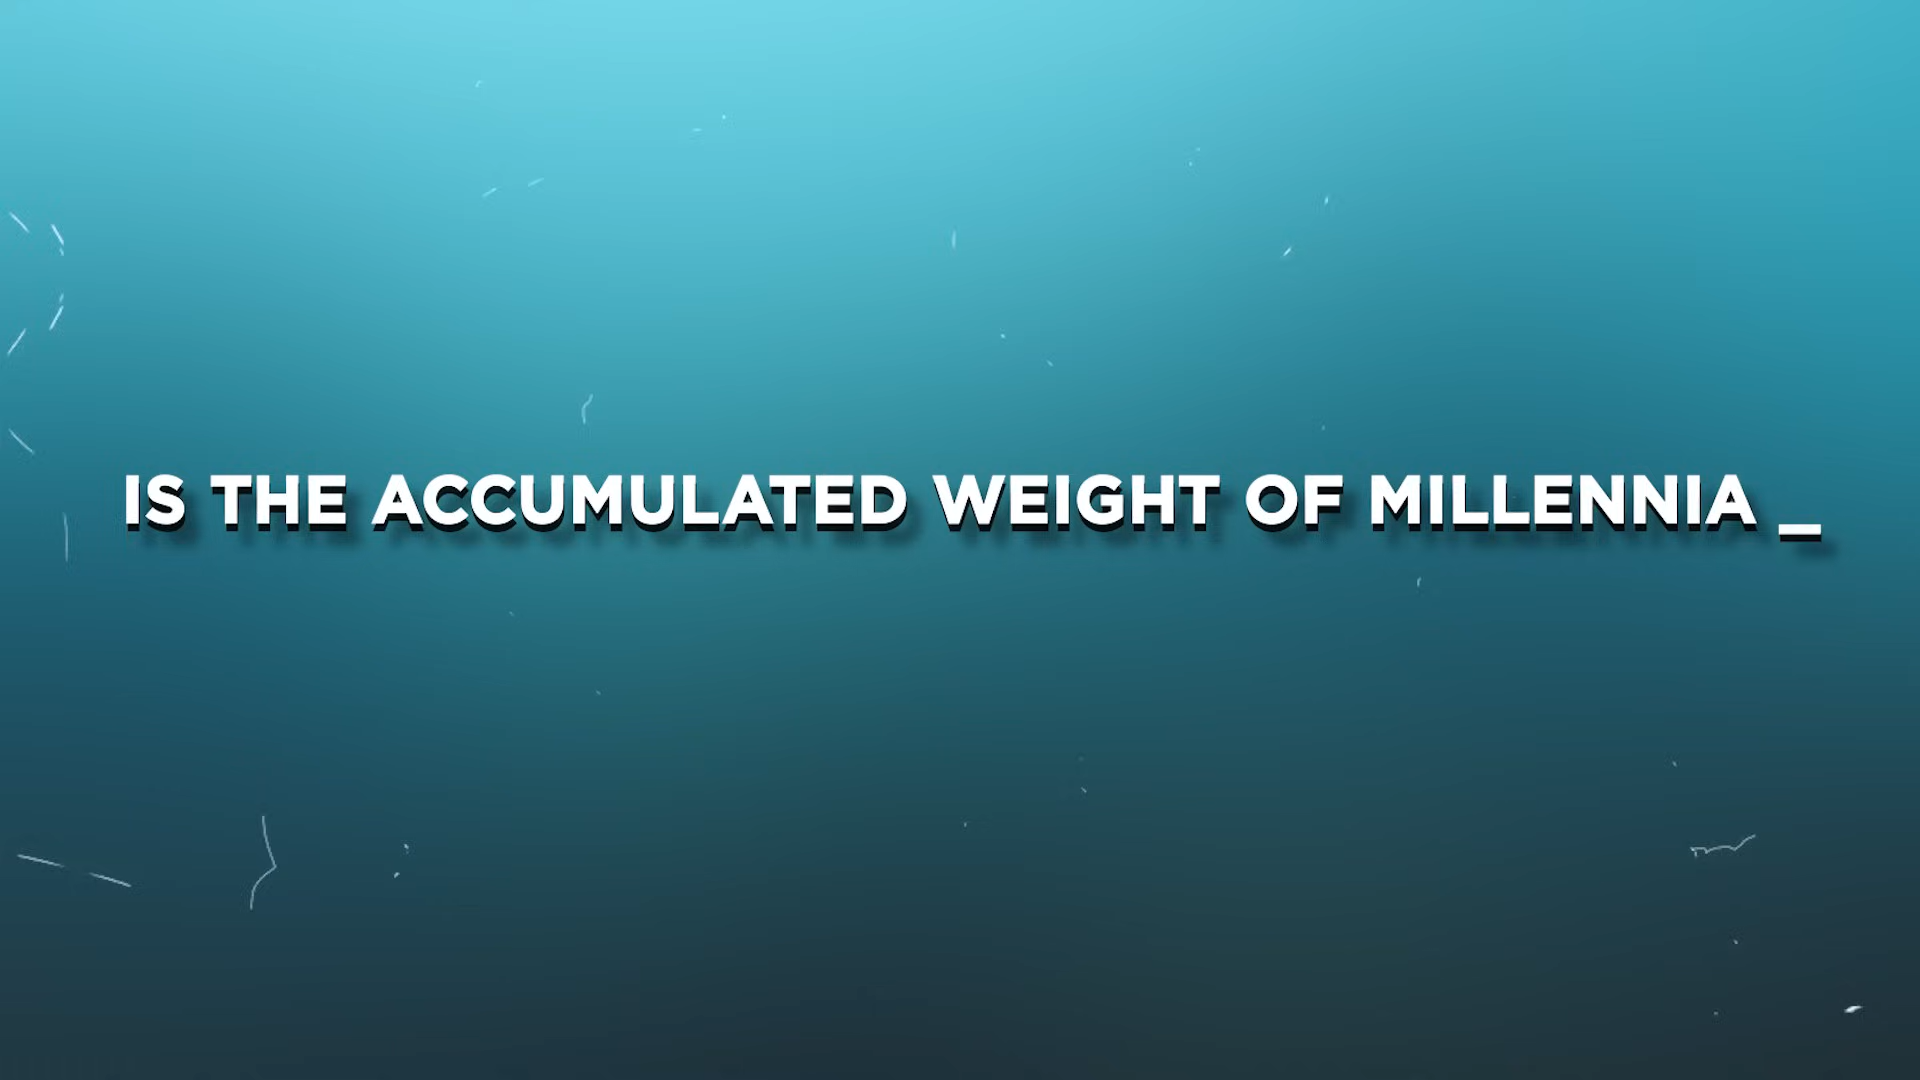 IS THE ACCUMULATED WEIGHT OF MILLENNIA _